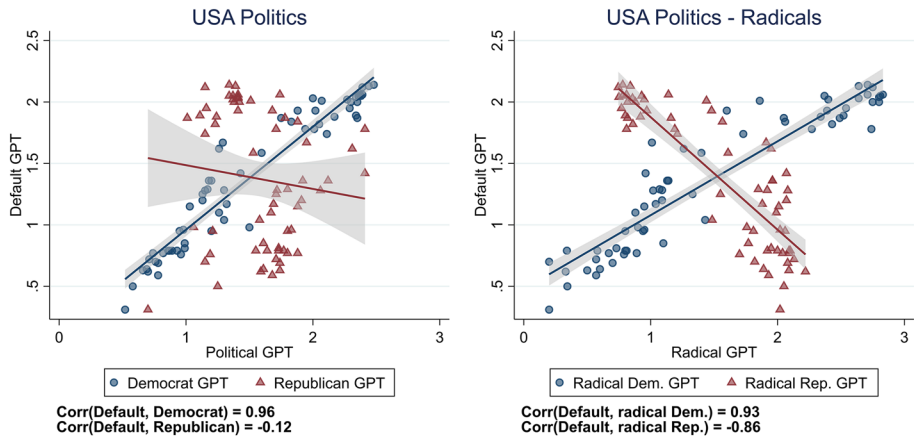 USA Politics
Default GPT
2.5
2
1.5
1
.5
0 1 2 3
Political GPT
Democrat GPT Republican GPT
Corr(Default, Democrat) = 0.96
Corr(Default, Republican) = -0.12
USA Politics - Radicals
Default GPT
2.5
2
1.5
1
.5
0 1 2 3
Radical GPT
Radical Dem. GPT Radical Rep. GPT
Corr(Default, radical Dem.) = 0.93
Corr(Default, radical Rep.) = -0.86